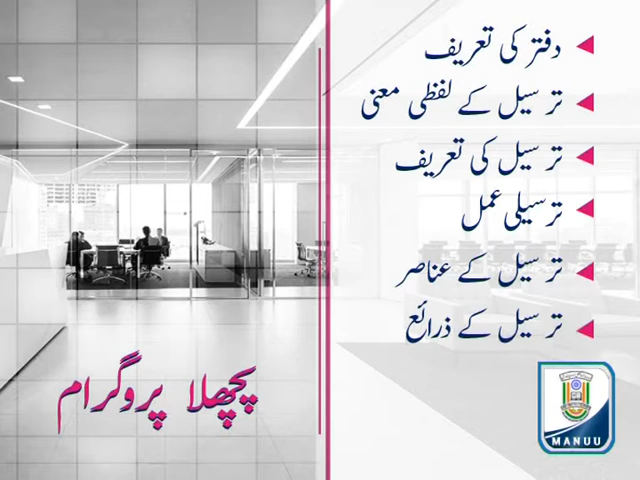 دفتر کی تعریف
ترسیل کے لفظی معنی
ترسیل کی تعریف
ترسیلی عمل
ترسیل کے عناصر
ترسیل کے ذرائع
پچھلا پروگرام
MANUU